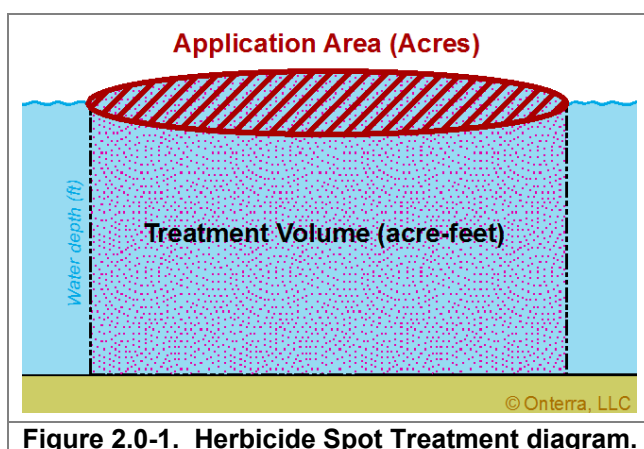 Application Area (Acres)
Water depth (ft)
Treatment Volume (acre-feet)
© Onterra, LLC
Figure 2.0-1. Herbicide Spot Treatment diagram.